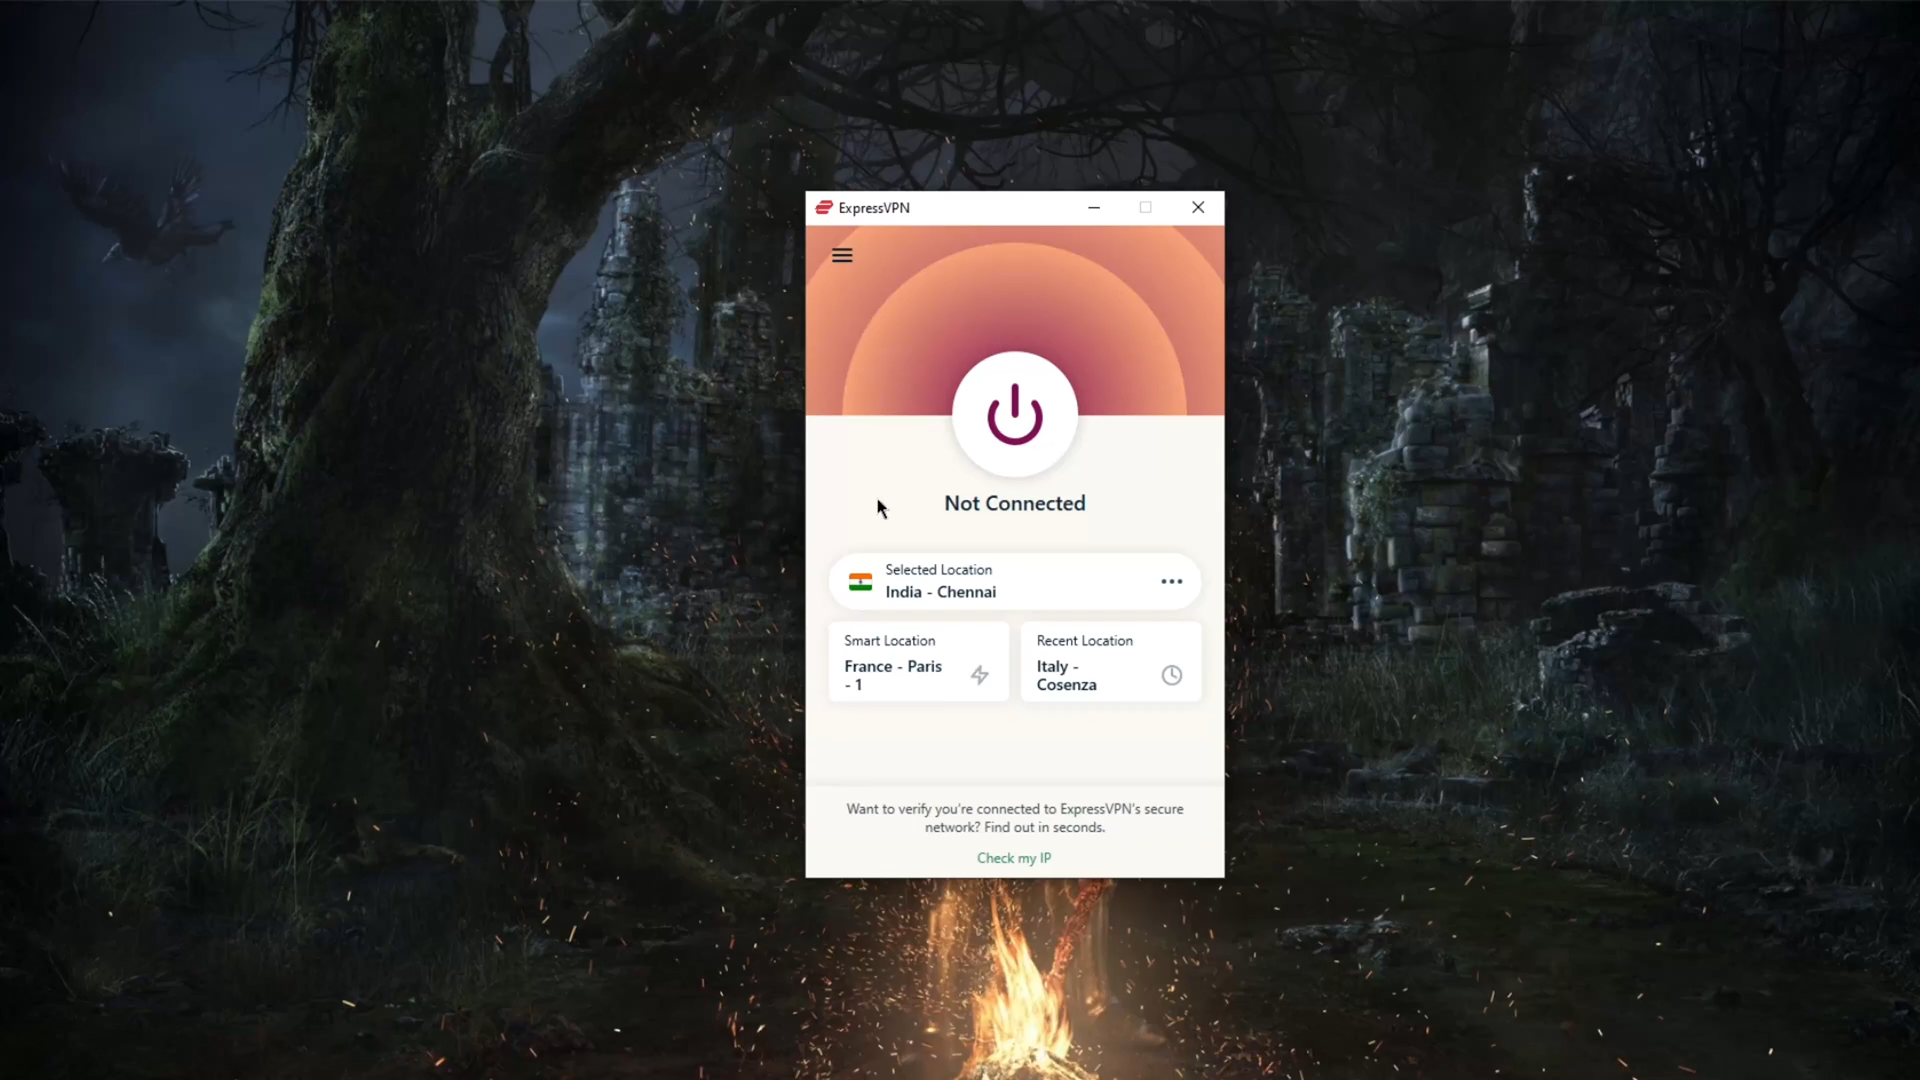 ExpressVPN
Not Connected
Selected Location
India - Chennai
Smart Location
France - Paris
- 1
Recent Location
Italy -
Cosenza
Want to verify you're connected to ExpressVPN's secure
network? Find out in seconds.
Check my IP